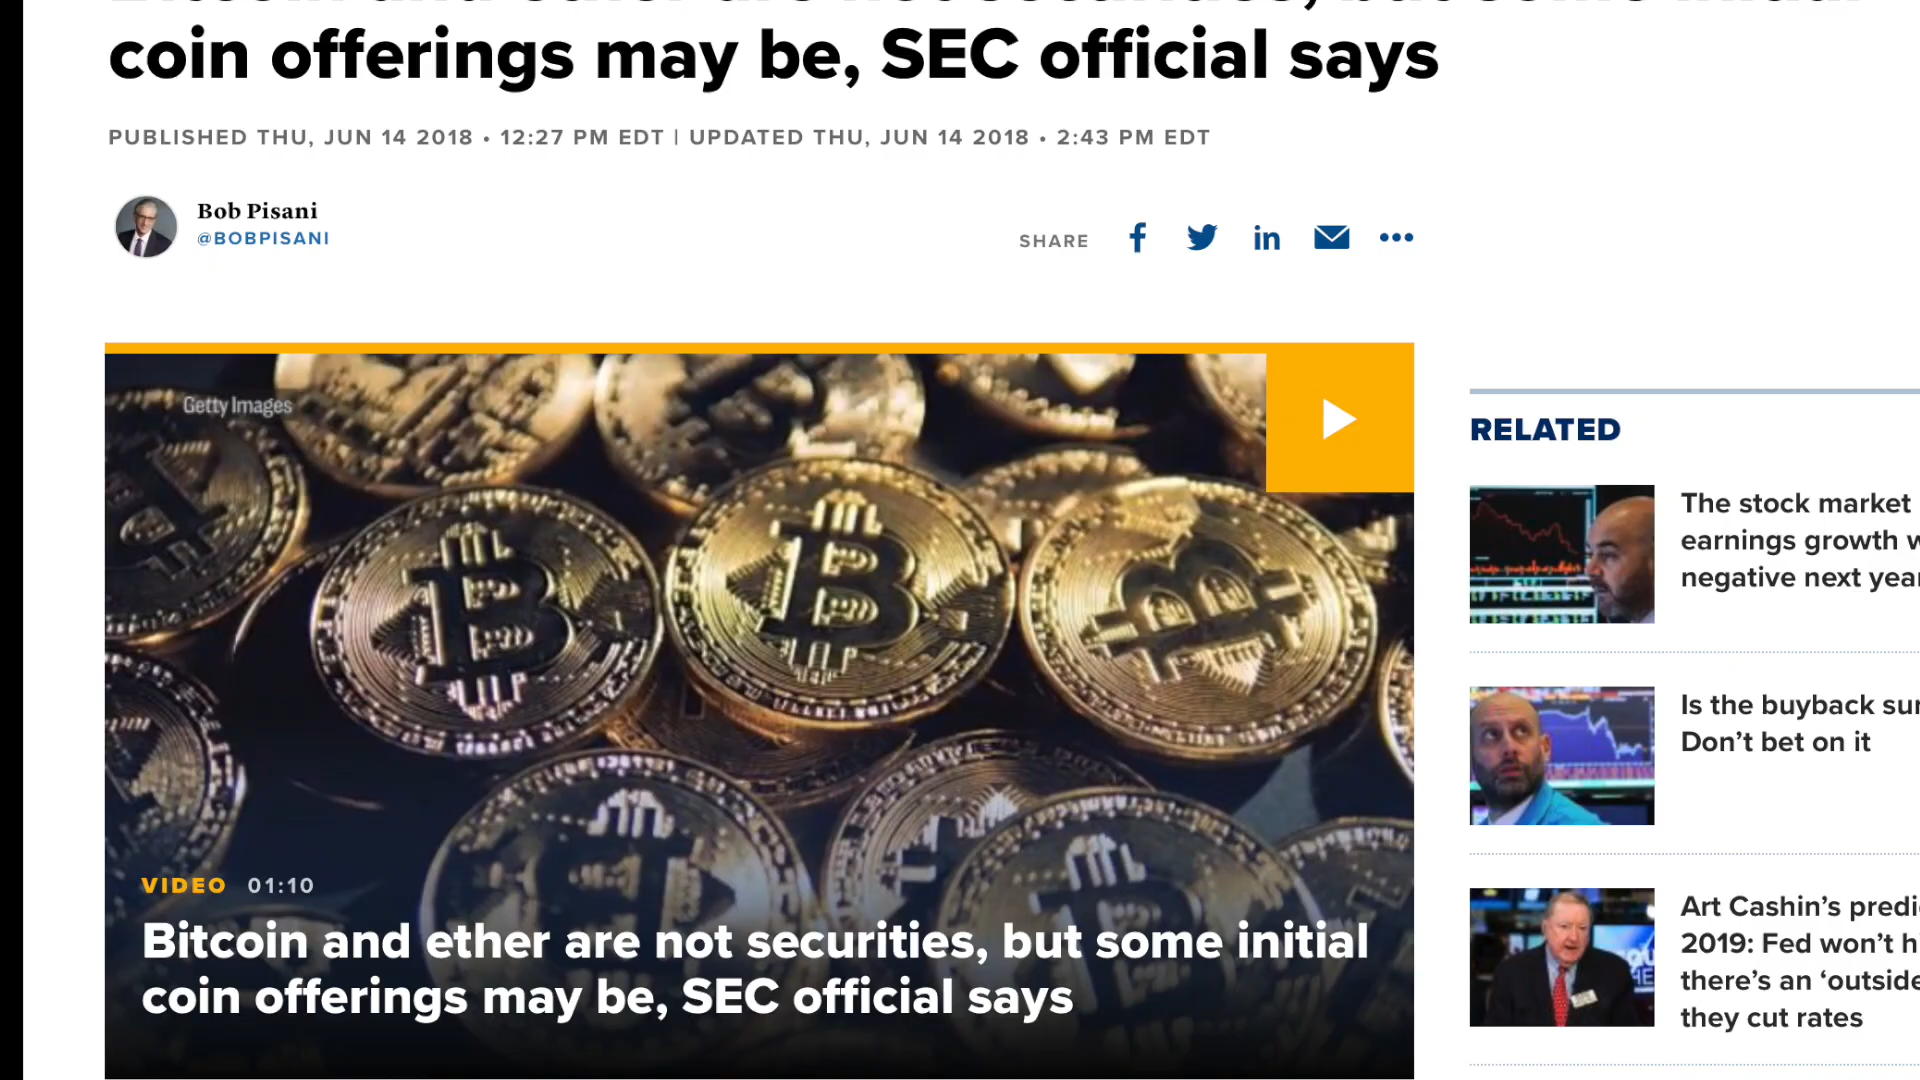 coin offerings may be, SEC official says
PUBLISHED THU, JUN 14 2018 • 12:27 PM EDT | UPDATED THU, JUN 14 2018 • 2:43 PM EDT
Bob Pisani
@BOBPISANI
SHARE
Getty Images
VIDEO 01:10
Bitcoin and ether are not securities, but some initial
coin offerings may be, SEC official says
RELATED
The stock market
earnings growth w
negative next yea
Is the buyback su
Don't bet on it
Art Cashin's predi
2019: Fed won't h
there's an 'outside
they cut rates